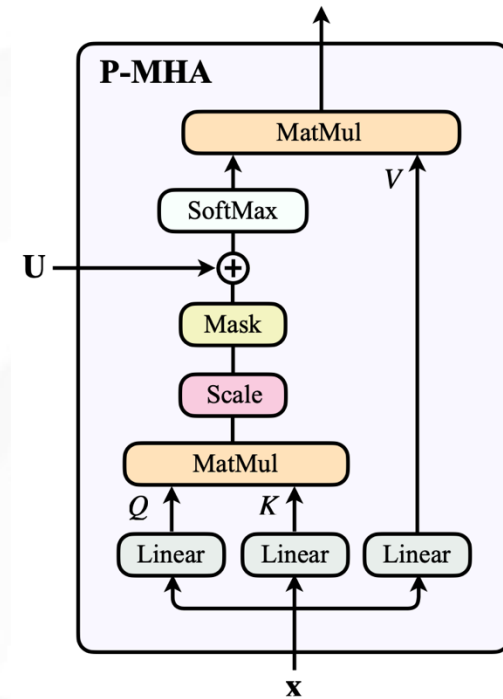 P-MHA
MatMul
V
SoftMax
U
+
Mask
Scale
MatMul
Q K
Linear Linear Linear
x